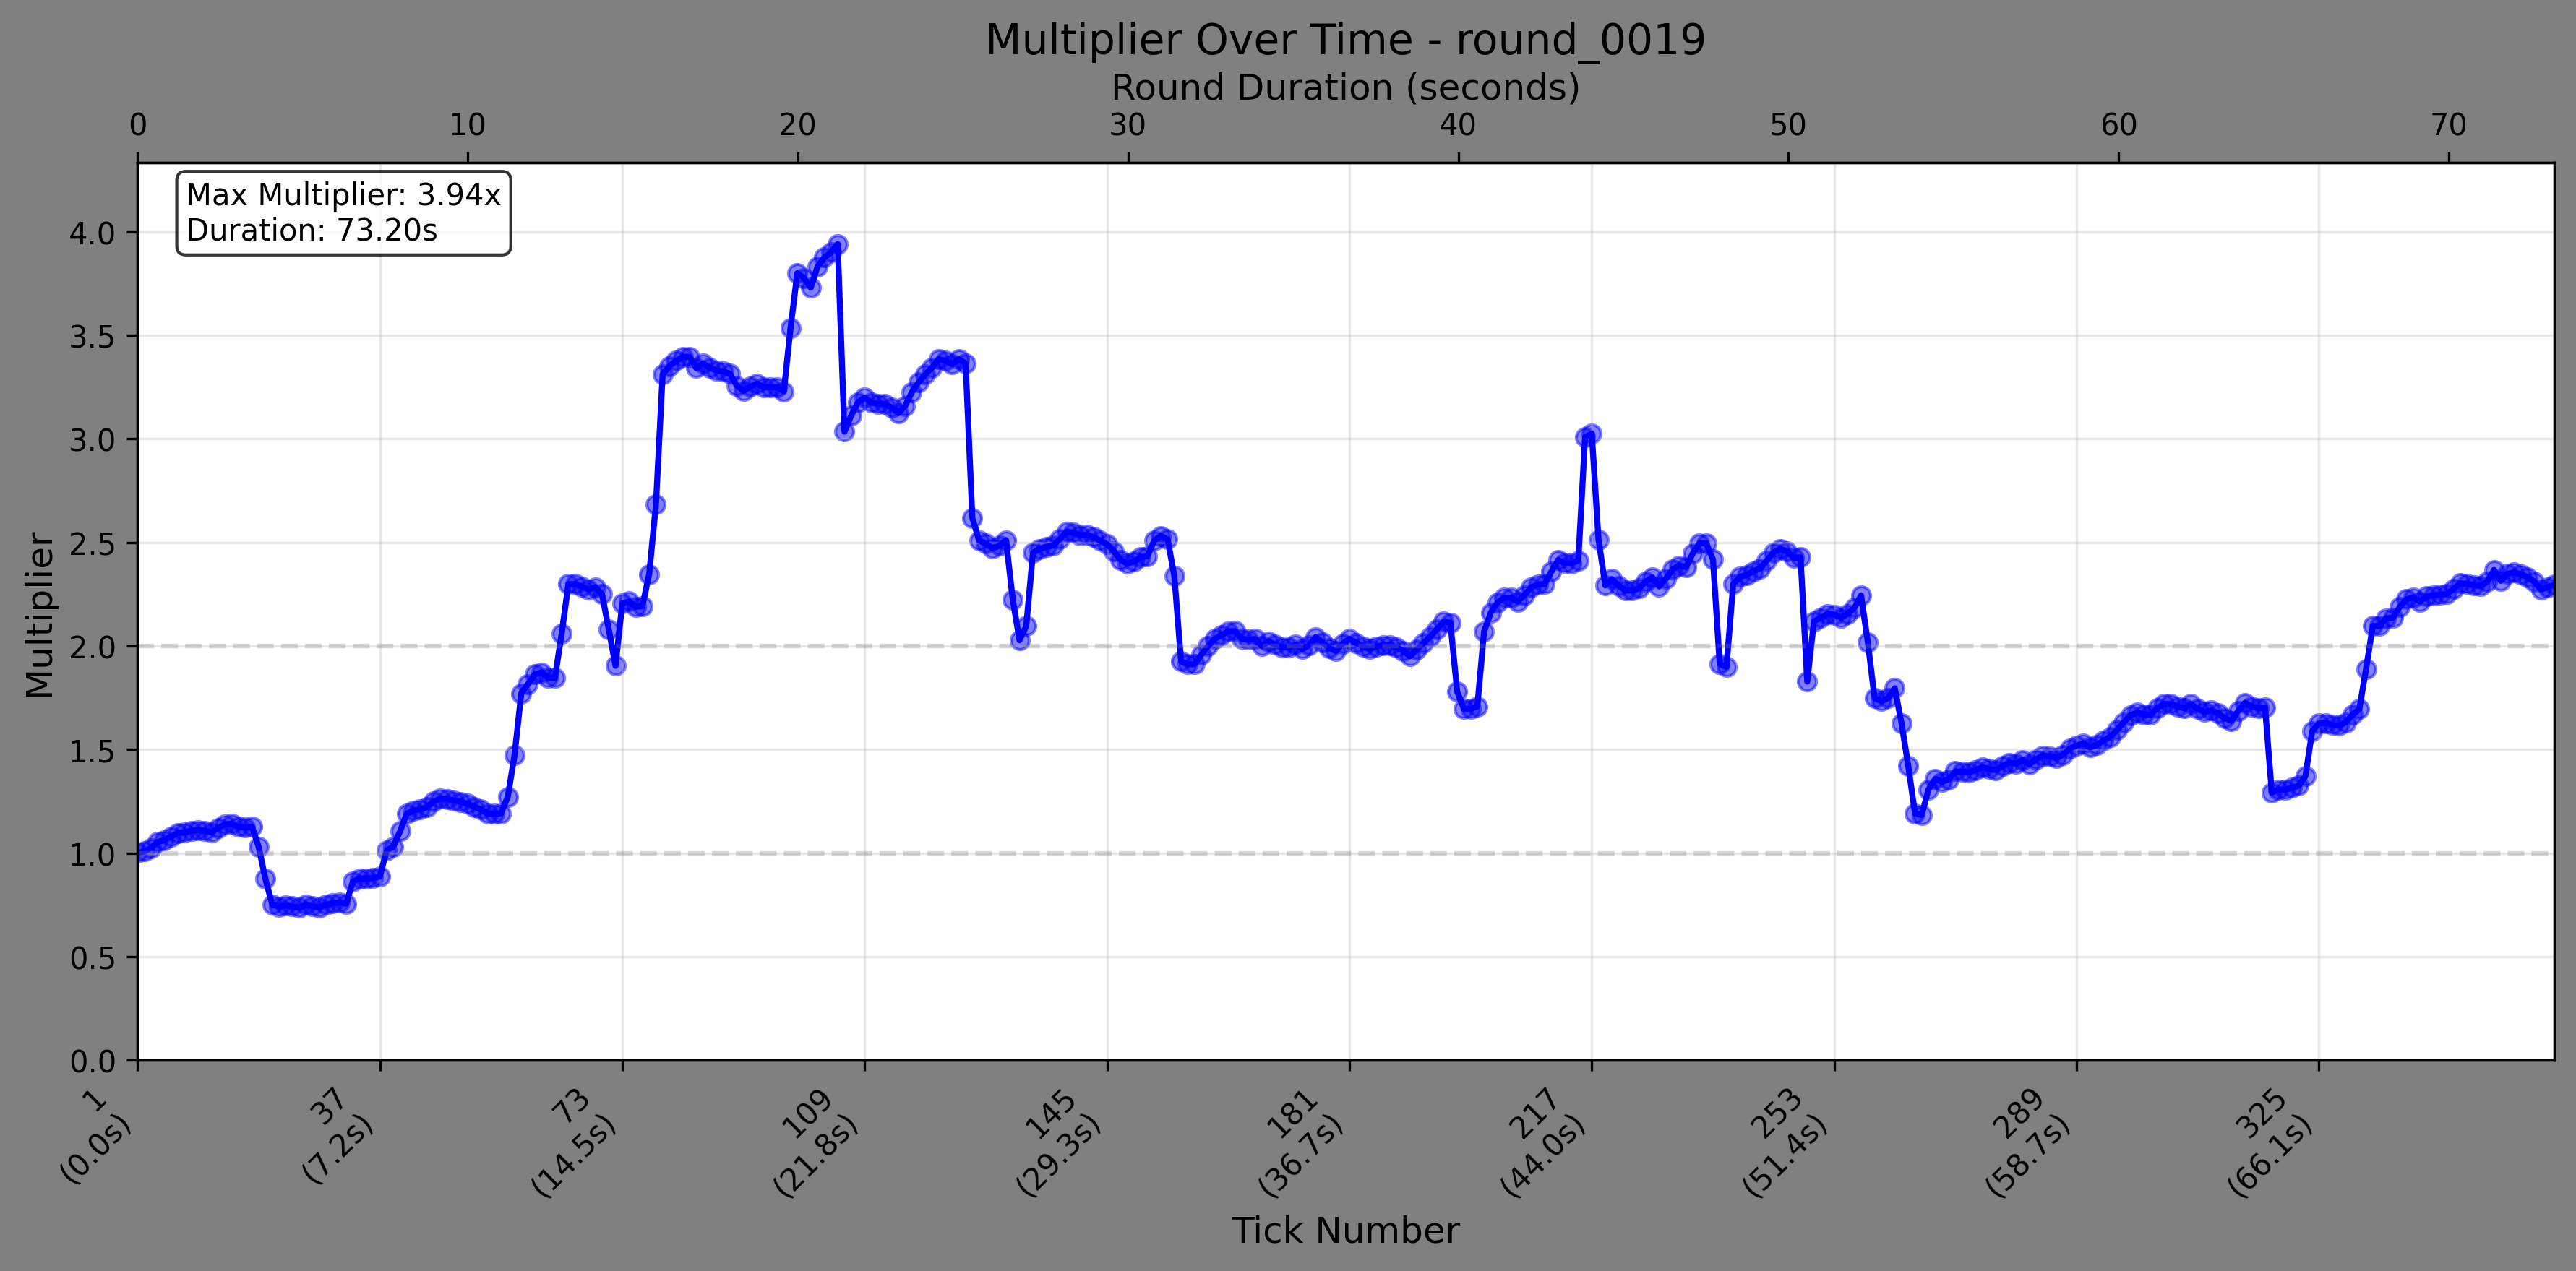 Multiplier Over Time - round_0019
Round Duration (seconds)
0 10 20 30 40 50 60 70
Max Multiplier: 3.94x
Duration: 73.20s
4.0
3.5
3.0
2.5
2.0
1.5
1.0
0.5
0.0
Multiplier
1
(0.0s)
37
(7.2s)
73
(14.5s)
109
(21.8s)
145
(29.3s)
181
(36.7s)
217
(44.0s)
253
(51.4s)
289
(58.7s)
325
(66.1s)
Tick Number